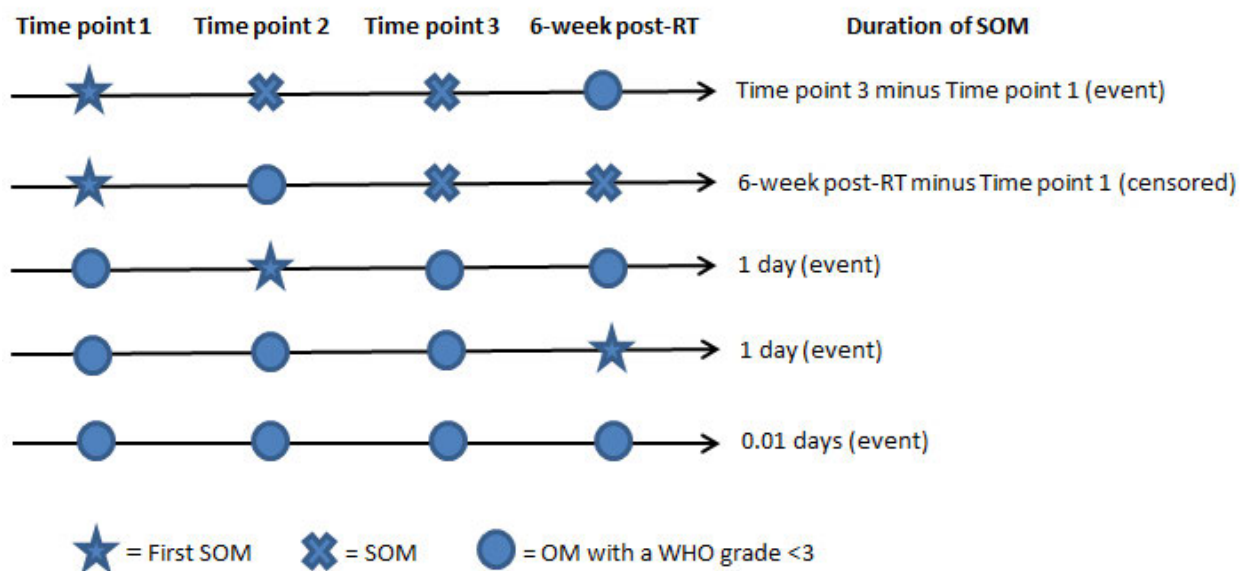 Time point 1 Time point 2 Time point 3 6-week post-RT Duration of SOM
Time point 3 minus Time point 1 (event)
6-week post-RT minus Time point 1 (censored)
1 day (event)
1 day (event)
0.01 days (event)
= First SOM = SOM = OM with a WHO grade <3